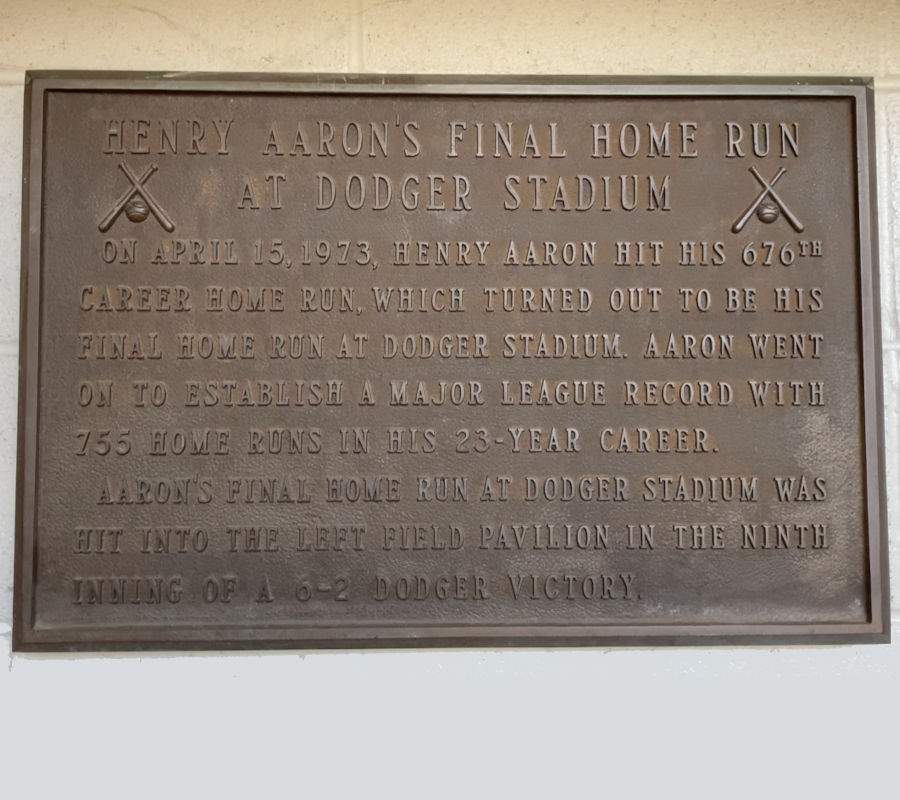 HENRY AARON'S FINAL HOME RUN
AT DODGER STADIUM
ON APRIL 15, 1973, HENRY AARON HIT HIS 676TH
CAREER HOME RUN, WHICH TURNED OUT TO BE HIS
FINAL HOME RUN AT DODGER STADIUM. AARON WENT
ON TO ESTABLISH A MAJOR LEAGUE RECORD WITH
755 HOME RUNS IN HIS 23-YEAR CAREER.
AARON'S FINAL HOME RUN AT DODGER STADIUM WAS
HIT INTO THE LEFT FIELD PAVILION IN THE NINTH
INNING OF A 6-2 DODGER VICTORY.